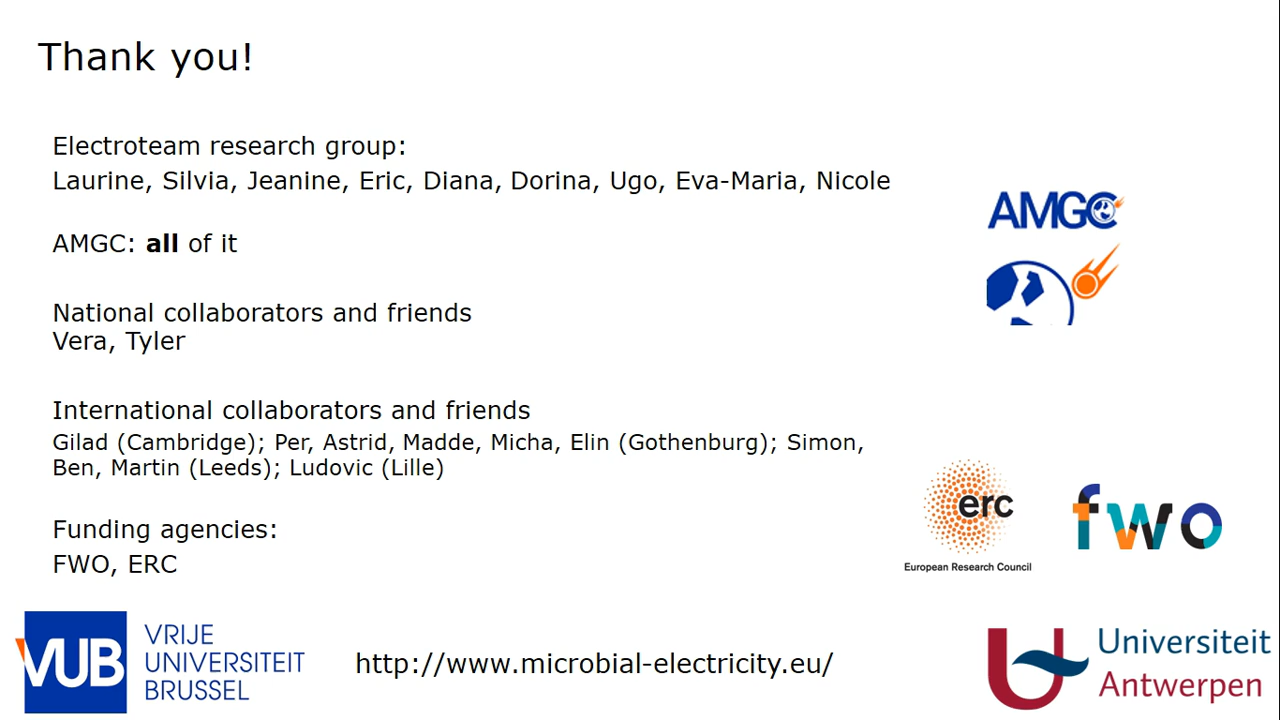 Thank you!
Electroteam research group:
Laurine, Silvia, Jeanine, Eric, Diana, Dorina, Ugo, Eva-Maria, Nicole
AMGC
AMGC: all of it
National collaborators and friends
Vera, Tyler
International collaborators and friends
Gilad (Cambridge); Per, Astrid, Madde, Micha, Elin (Gothenburg); Simon,
Ben, Martin (Leeds); Ludovic (Lille)
erc
European Research Council
fwo
Funding agencies:
FWO, ERC
VUB
VRIJE
UNIVERSITEIT
BRUSSEL
http://www.microbial-electricity.eu/
Universiteit
Antwerpen